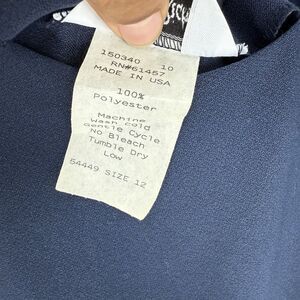 150340 10
RN#61457
MADE IN USA
100%
Polyester
Machine
Wash Cold
Gentle Cycle
No Bleach
Tumble Dry
Low
54449 SIZE 12